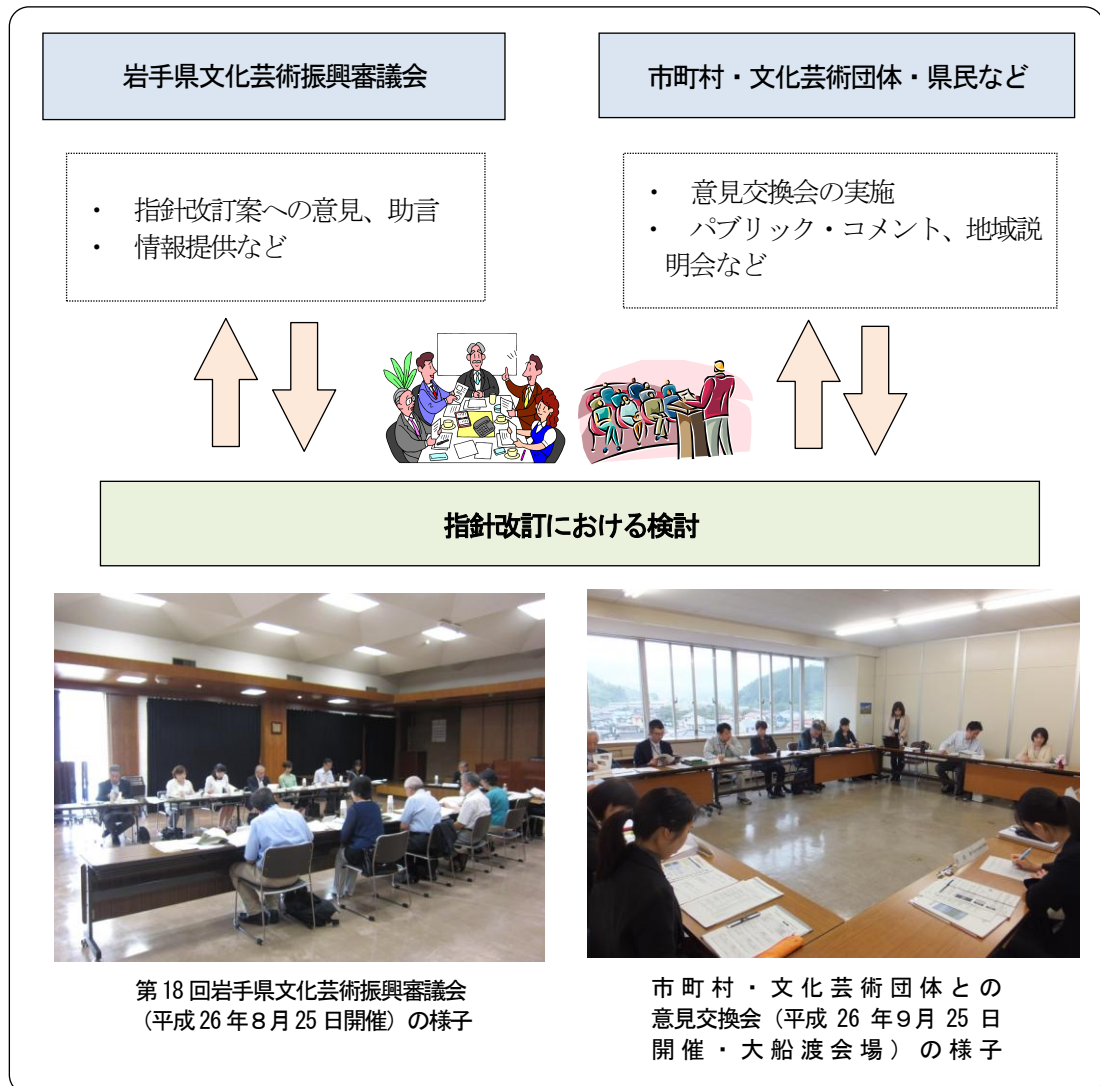 岩手県文化芸術振興審議会
市町村・文化芸術団体・県民など
・ 指針改訂案への意見、助言
・ 情報提供など
・ 意見交換会の実施
・ パブリック・コメント、地域説
明会など
指針改訂における検討
第18回岩手県文化芸術振興審議会
（平成26年８月25日開催）の様子
市町村・文化芸術団体との
意見交換会（平成26年９月25日
開催・大船渡会場）の様子